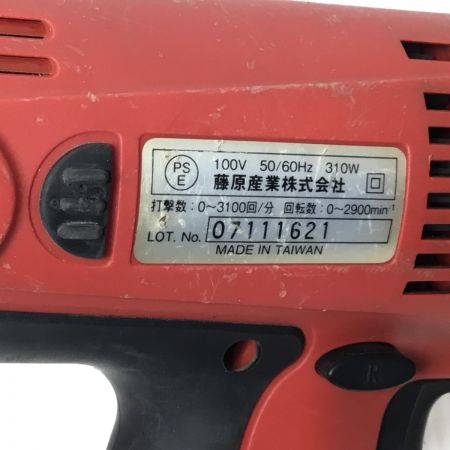 PS E 100V 50/60Hz 310W
藤原産業株式会社
打撃数:0〜3100回/分 回転数:0〜2900min⁻¹
LOT. No. 07111621
MADE IN TAIWAN
R